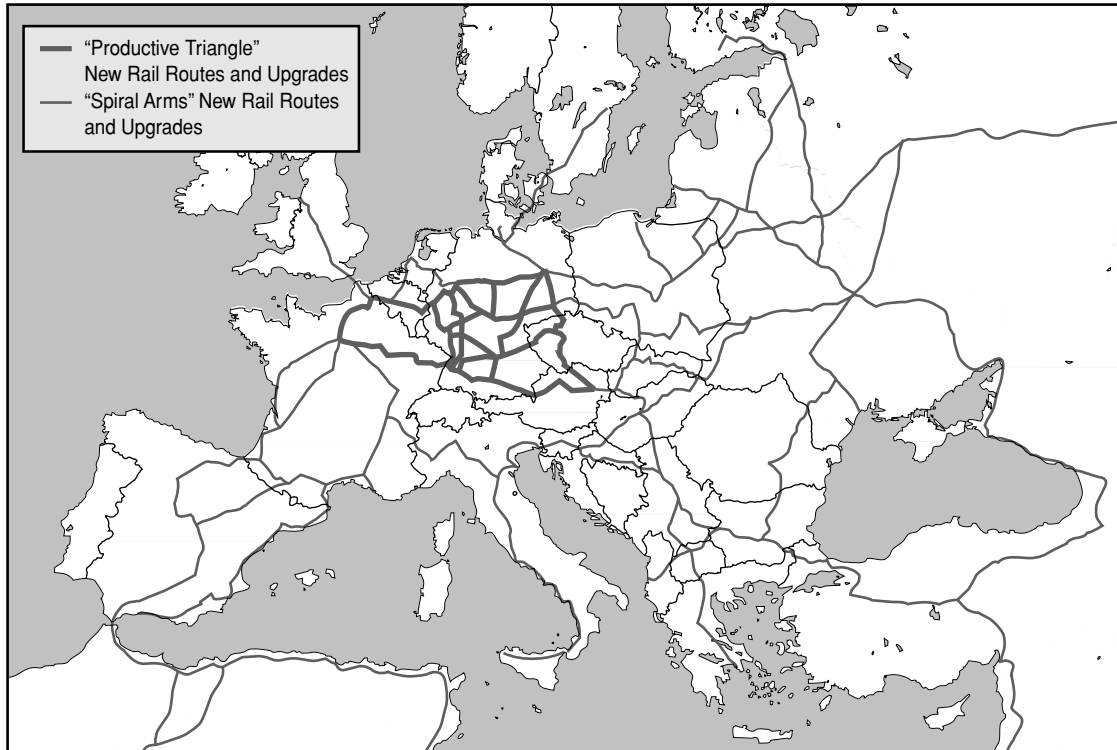 “Productive Triangle”
New Rail Routes and Upgrades
“Spiral Arms” New Rail Routes
and Upgrades